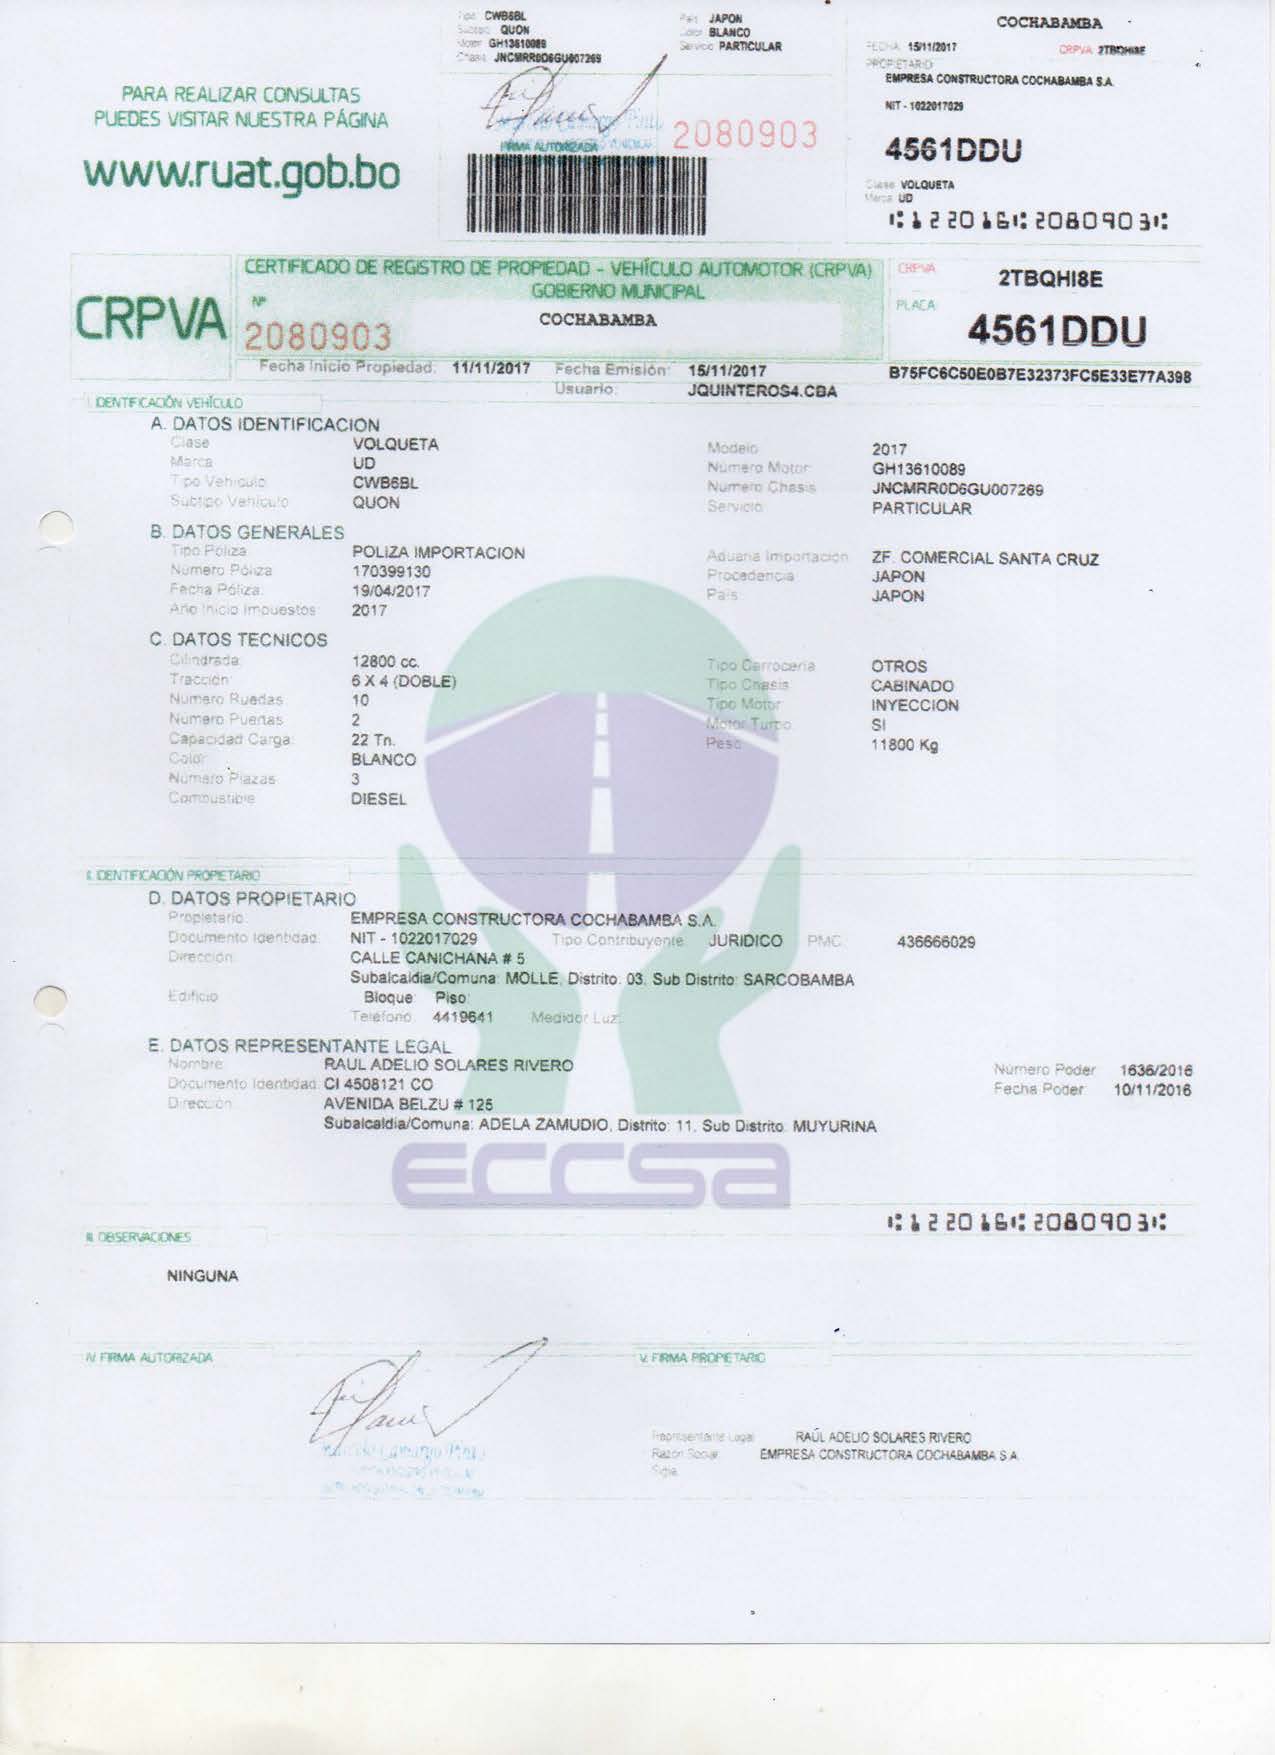 Tipo: CWB6BL
País: JAPON
Subtipo: QUON
Color: BLANCO
Motor: GH13610089
Servicio: PARTICULAR
Chasis: JNCMRR0D6GU007269
COCHABAMBA
FECHA: 15/11/2017 CRPVA: 2TBQHI8E
PROPIETARIO
EMPRESA CONSTRUCTORA COCHABAMBA S.A.
NIT - 1022017029
4561DDU
Clase: VOLQUETA
Marca: UD
122016 2080903
PARA REALIZAR CONSULTAS
PUEDES VISITAR NUESTRA PÁGINA
www.ruat.gob.bo
FIRMA AUTORIZADA
2080903
CRPVA
CERTIFICADO DE REGISTRO DE PROPIEDAD - VEHÍCULO AUTOMOTOR (CRPVA)
GOBIERNO MUNICIPAL
Nº
2080903
COCHABAMBA
CRPVA 2TBQHI8E
PLACA: 4561DDU
Fecha Inicio Propiedad: 11/11/2017 Fecha Emisión: 15/11/2017
B75FC6C50E0B7E32373FC5E33E77A398
Usuario: JQUINTEROS4.CBA
I. IDENTIFICACIÓN VEHÍCULO
A. DATOS IDENTIFICACION
Clase VOLQUETA Modelo 2017
Marca UD Número Motor GH13610089
Tipo Vehículo CWB6BL Número Chasis JNCMRR0D6GU007269
Subtipo Vehículo QUON Servicio PARTICULAR
B. DATOS GENERALES
Tipo Póliza POLIZA IMPORTACION Aduana Importación ZF. COMERCIAL SANTA CRUZ
Número Póliza 170399130 Procedencia JAPON
Fecha Póliza: 19/04/2017 País JAPON
Año Inicio Impuestos 2017
C. DATOS TECNICOS
Cilindrada: 12800 cc. Tipo Carrocería OTROS
Tracción 6 X 4 (DOBLE) Tipo Chasis CABINADO
Número Ruedas 10 Tipo Motor INYECCION
Número Puertas 2 Motor Turbo SI
Capacidad Carga: 22 Tn. Peso 11800 Kg
Color BLANCO
Número Plazas 3
Combustible DIESEL
II. IDENTIFICACIÓN PROPIETARIO
D. DATOS PROPIETARIO
Propietario: EMPRESA CONSTRUCTORA COCHABAMBA S.A.
Documento Identidad: NIT - 1022017029 Tipo Contribuyente: JURIDICO PMC: 436666029
Dirección: CALLE CANICHANA # 5
Subalcaldia/Comuna: MOLLE, Distrito: 03, Sub Distrito: SARCOBAMBA
Edificio Bloque: Piso:
Teléfono 4419641 Medidor Luz:
E. DATOS REPRESENTANTE LEGAL
Nombre RAUL ADELIO SOLARES RIVERO Número Poder 1636/2016
Documento Identidad: CI 4508121 CO Fecha Poder 10/11/2016
Dirección AVENIDA BELZU # 125
Subalcaldia/Comuna: ADELA ZAMUDIO, Distrito: 11, Sub Distrito: MUYURINA
eccsa
122016 2080903
III. OBSERVACIONES
NINGUNA
IV. FIRMA AUTORIZADA
V. FIRMA PROPIETARIO
Representante Legal RAÚL ADELIO SOLARES RIVERO
Razón Social EMPRESA CONSTRUCTORA COCHABAMBA S.A.
Sigla